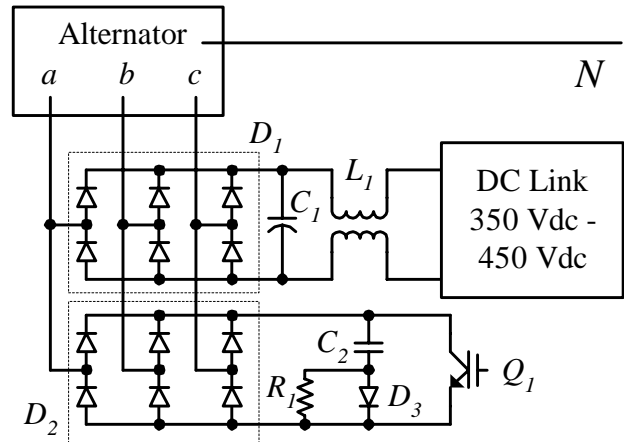 Alternator
a b c
N
D1
L1
C1
DC Link
350 Vdc -
450 Vdc
C2
R1
D3
Q1
D2